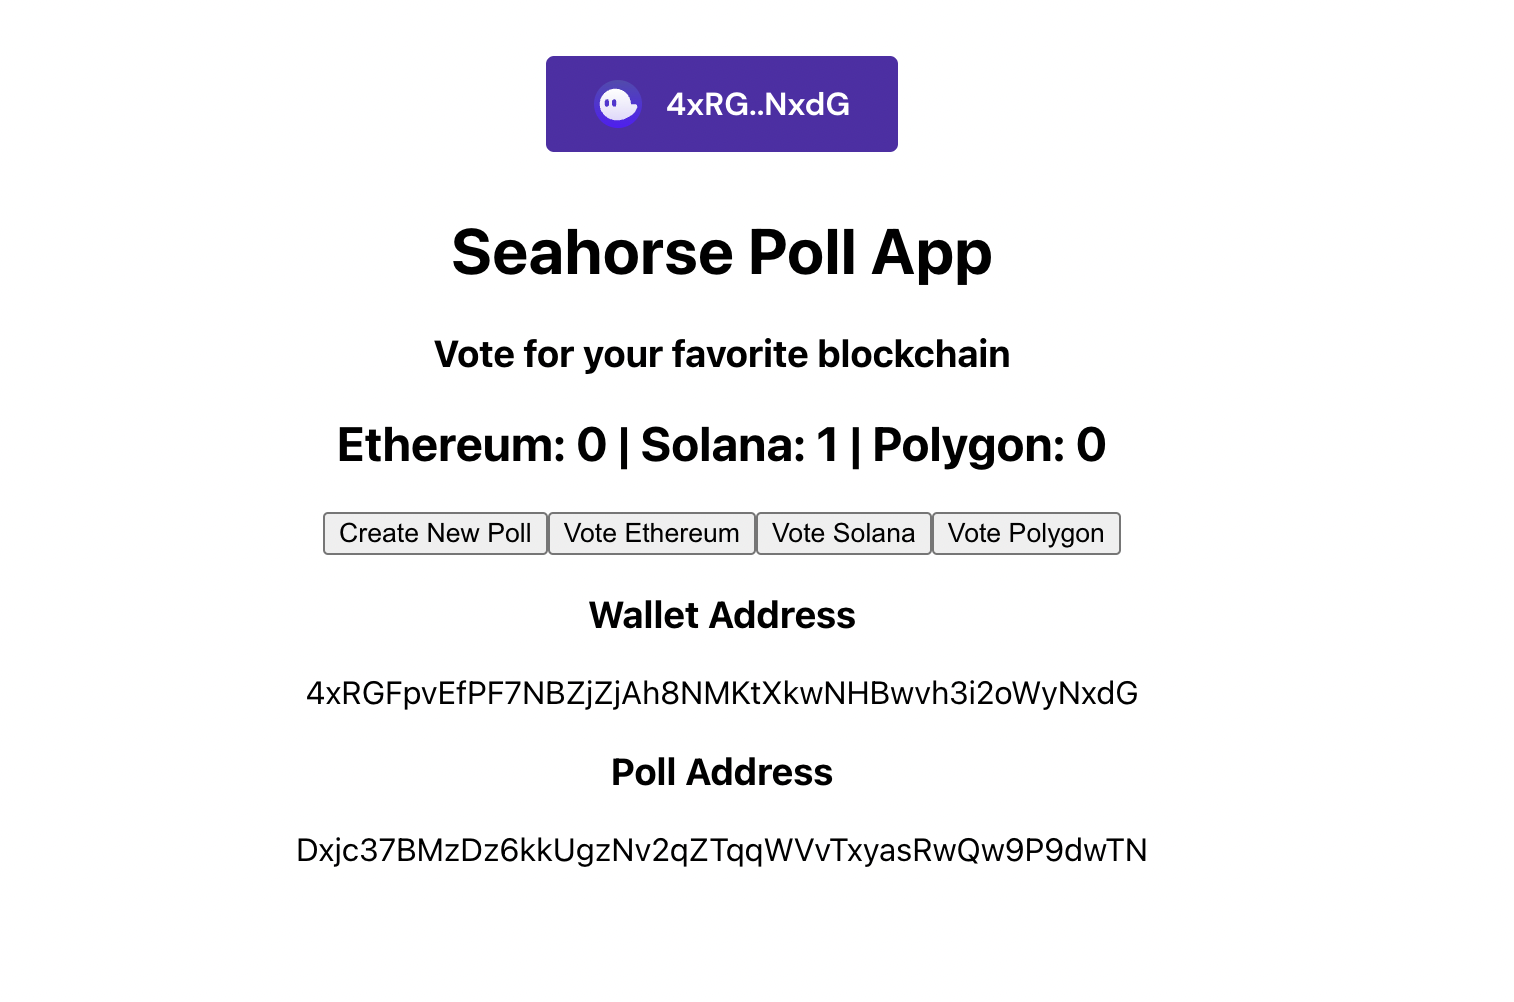 4xRG..NxdG
Seahorse Poll App
Vote for your favorite blockchain
Ethereum: 0 | Solana: 1 | Polygon: 0
Create New Poll Vote Ethereum Vote Solana Vote Polygon
Wallet Address
4xRGFpvEfPF7NBZjZjAh8NMKtXkwNHBwvh3i2oWyNxdG
Poll Address
Dxjc37BMzDz6kkUgzNv2qZTqqWVvTxyasRwQw9P9dwTN